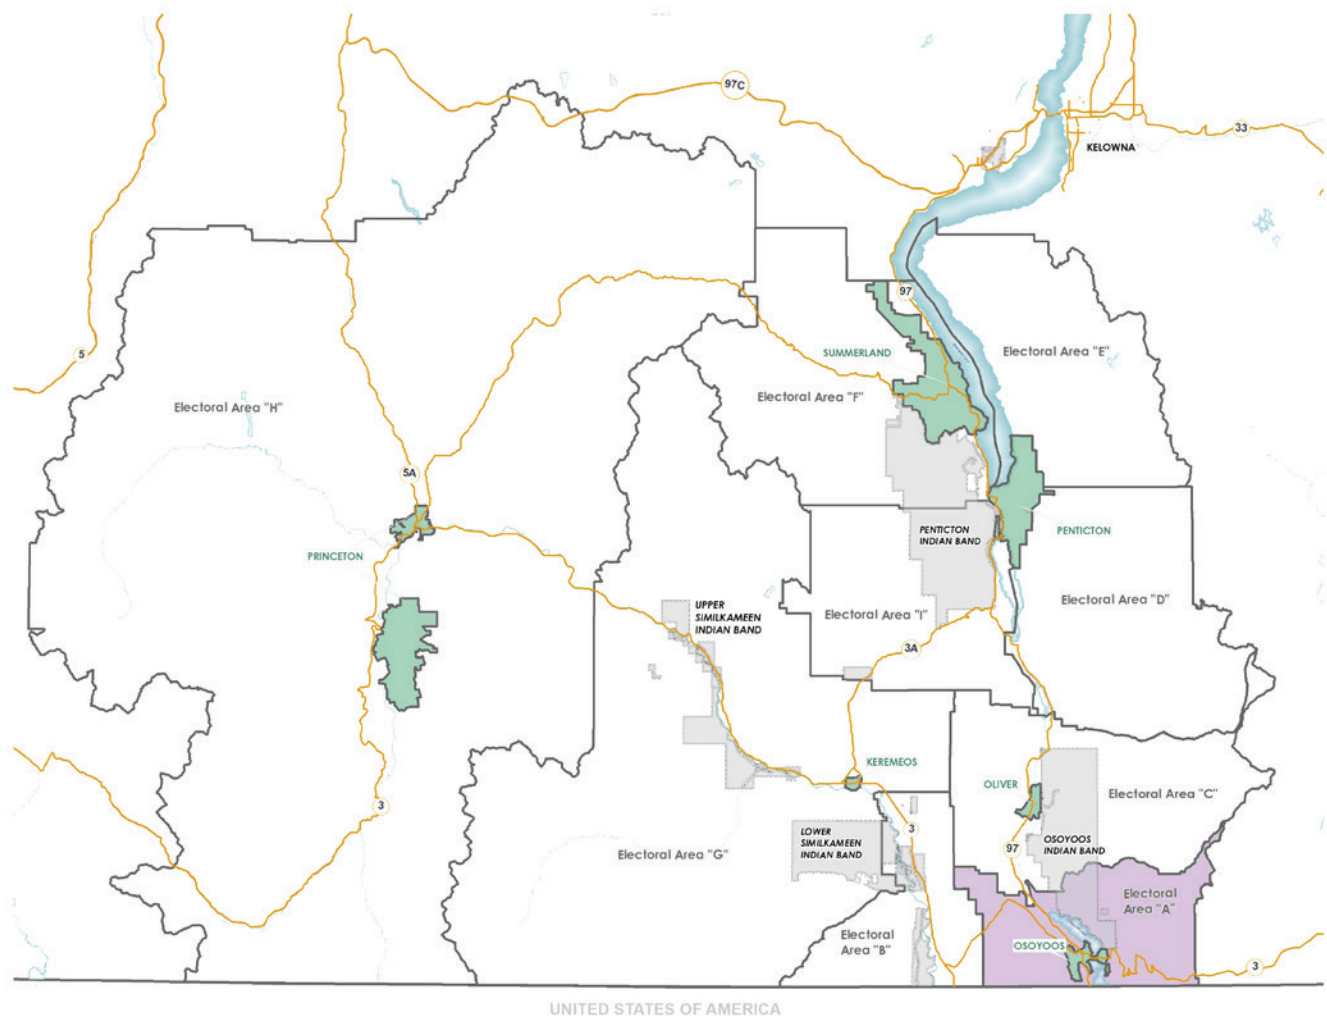 97C
33
KELOWNA
97
5
SUMMERLAND
Electoral Area "E"
Electoral Area "H"
Electoral Area "F"
5A
PRINCETON
PENTICTON
INDIAN BAND
PENTICTON
UPPER
SIMILKAMEEN
INDIAN BAND
Electoral Area "I"
Electoral Area "D"
3A
KEREMEOS
OLIVER
Electoral Area "C"
3
LOWER
SIMILKAMEEN
INDIAN BAND
3
97
OSOYOOS
INDIAN BAND
Electoral Area "G"
Electoral
Area "A"
Electoral
Area "B"
OSOYOOS
3
UNITED STATES OF AMERICA